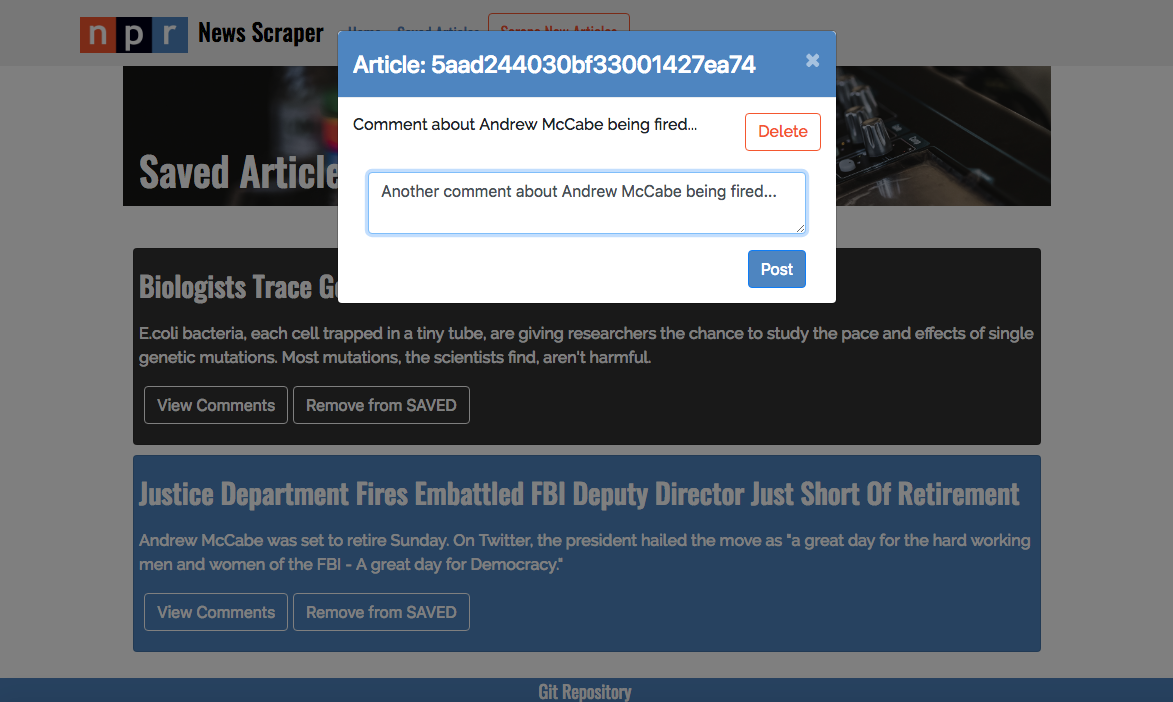 npr News Scraper Home Saved Articles Scrape New Articles
Article: 5aad244030bf33001427ea74 ×
Comment about Andrew McCabe being fired...
Delete
Saved Article
Another comment about Andrew McCabe being fired...
Post
Biologists Trace
E.coli bacteria, each cell trapped in a tiny tube, are giving researchers the chance to study the pace and effects of single
genetic mutations. Most mutations, the scientists find, aren't harmful.
View Comments Remove from SAVED
Justice Department Fires Embattled FBI Deputy Director Just Short Of Retirement
Andrew McCabe was set to retire Sunday. On Twitter, the president hailed the move as "a great day for the hard working
men and women of the FBI - A great day for Democracy."
View Comments Remove from SAVED
Git Repository